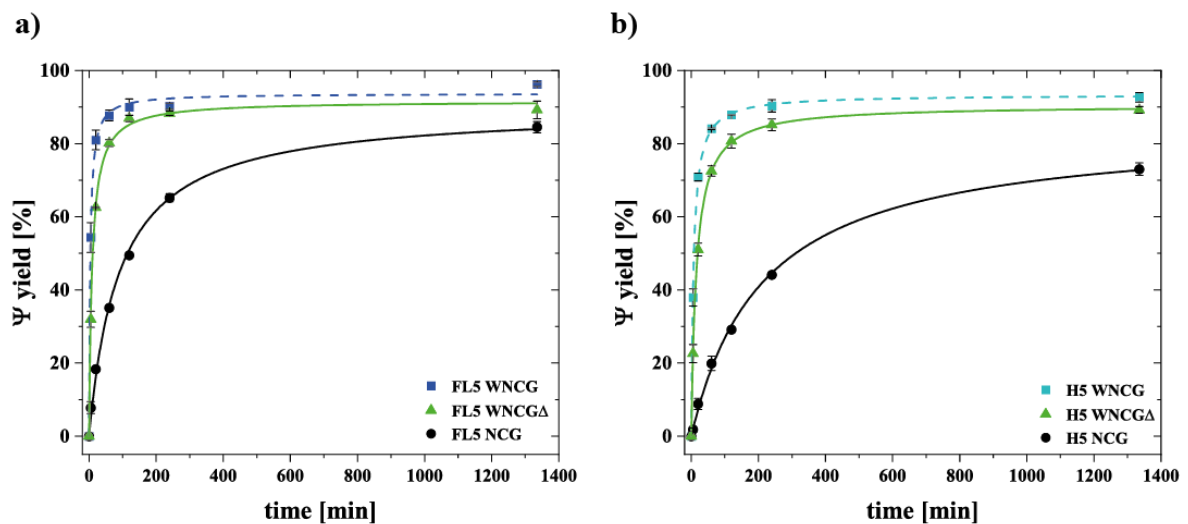 a)
100
80
60
40
20
0
Ψ yield [%]
FL5 WNCG
FL5 WNCGΔ
FL5 NCG
0 200 400 600 800 1000 1200 1400
time [min]
b)
100
80
60
40
20
0
Ψ yield [%]
H5 WNCG
H5 WNCGΔ
H5 NCG
0 200 400 600 800 1000 1200 1400
time [min]